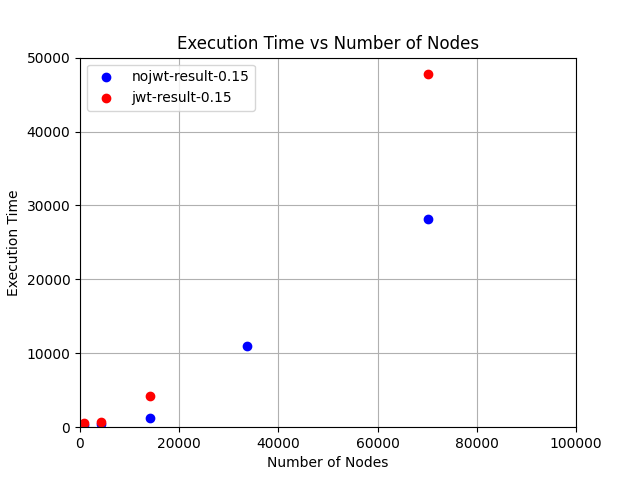 Execution Time vs Number of Nodes
nojwt-result-0.15
jwt-result-0.15
50000
40000
30000
20000
10000
0
Execution Time
0 20000 40000 60000 80000 100000
Number of Nodes